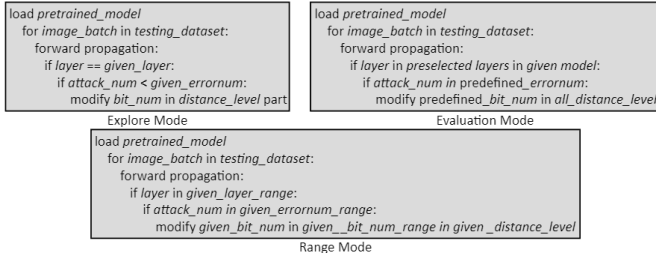 load pretrained_model
for image_batch in testing_dataset:
forward propagation:
if layer == given_layer:
if attack_num < given_errornum:
modify bit_num in distance_level part
Explore Mode
load pretrained_model
for image_batch in testing_dataset:
forward propagation:
if layer in preselected layers in given model:
if attack_num in predefined_errornum:
modify predefined_bit_num in all_distance_level
Evaluation Mode
load pretrained_model
for image_batch in testing_dataset:
forward propagation:
if layer in given_layer_range:
if attack_num in given_errornum_range:
modify given_bit_num in given__bit_num_range in given _distance_level
Range Mode